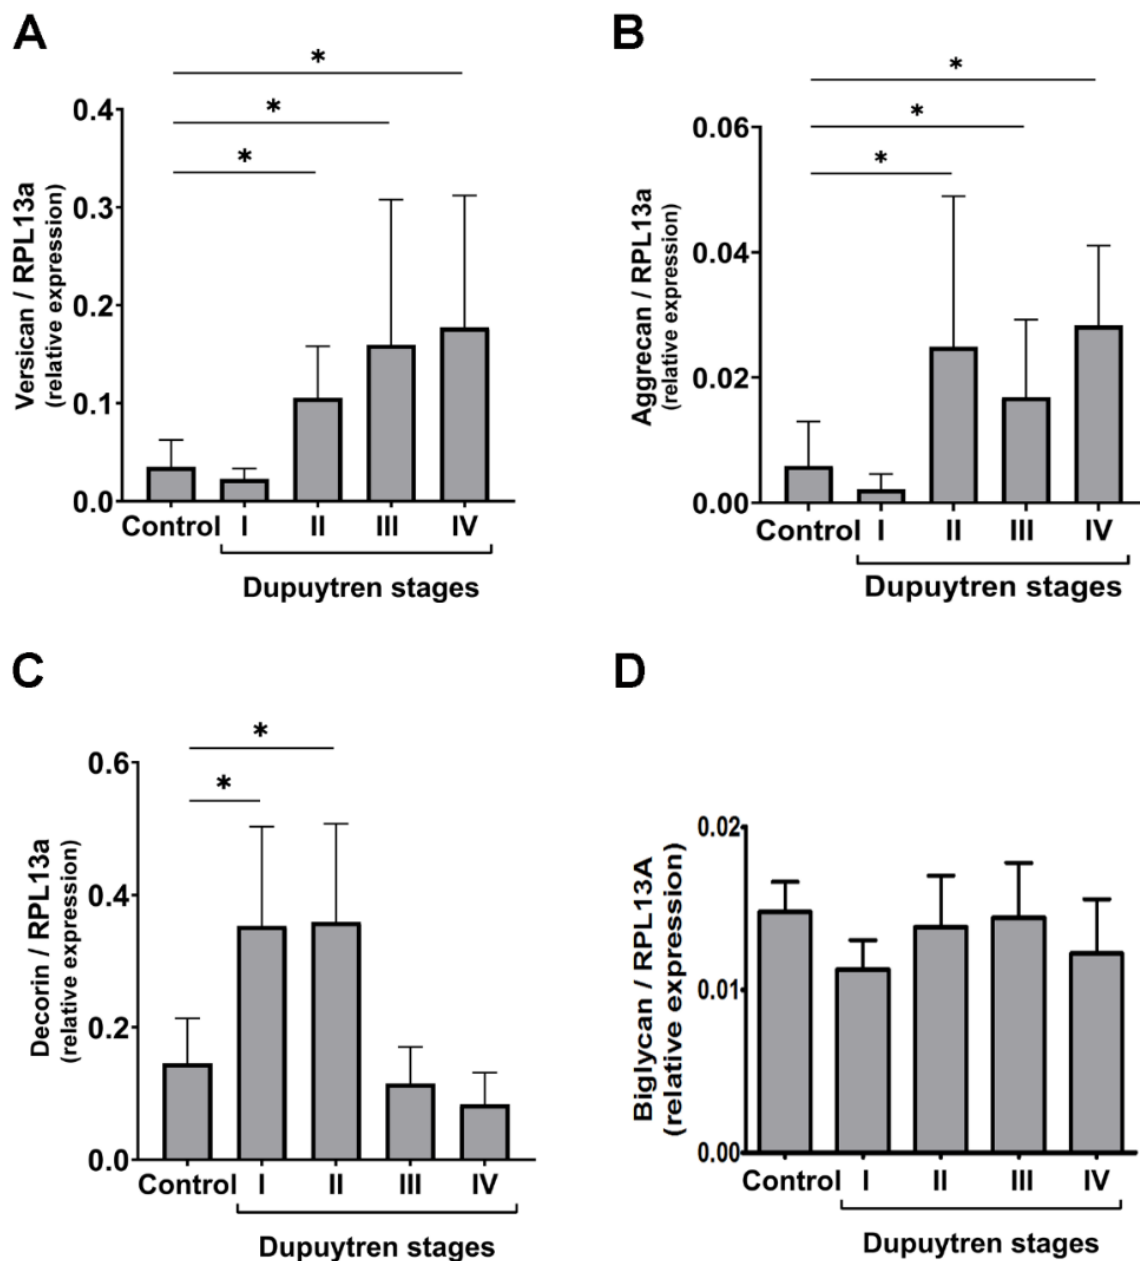 A
*
*
*
0.4
0.3
0.2
0.1
0.0
Versican / RPL13a
(relative expression)
Control I II III IV
Dupuytren stages
B
*
*
*
0.06
0.04
0.02
0.00
Aggrecan / RPL13a
(relative expression)
Control I II III IV
Dupuytren stages
C
*
*
0.6
0.4
0.2
0.0
Decorin / RPL13a
(relative expression)
Control I II III IV
Dupuytren stages
D
0.02
0.01
0.00
Biglycan / RPL13A
(relative expression)
Control I II III IV
Dupuytren stages